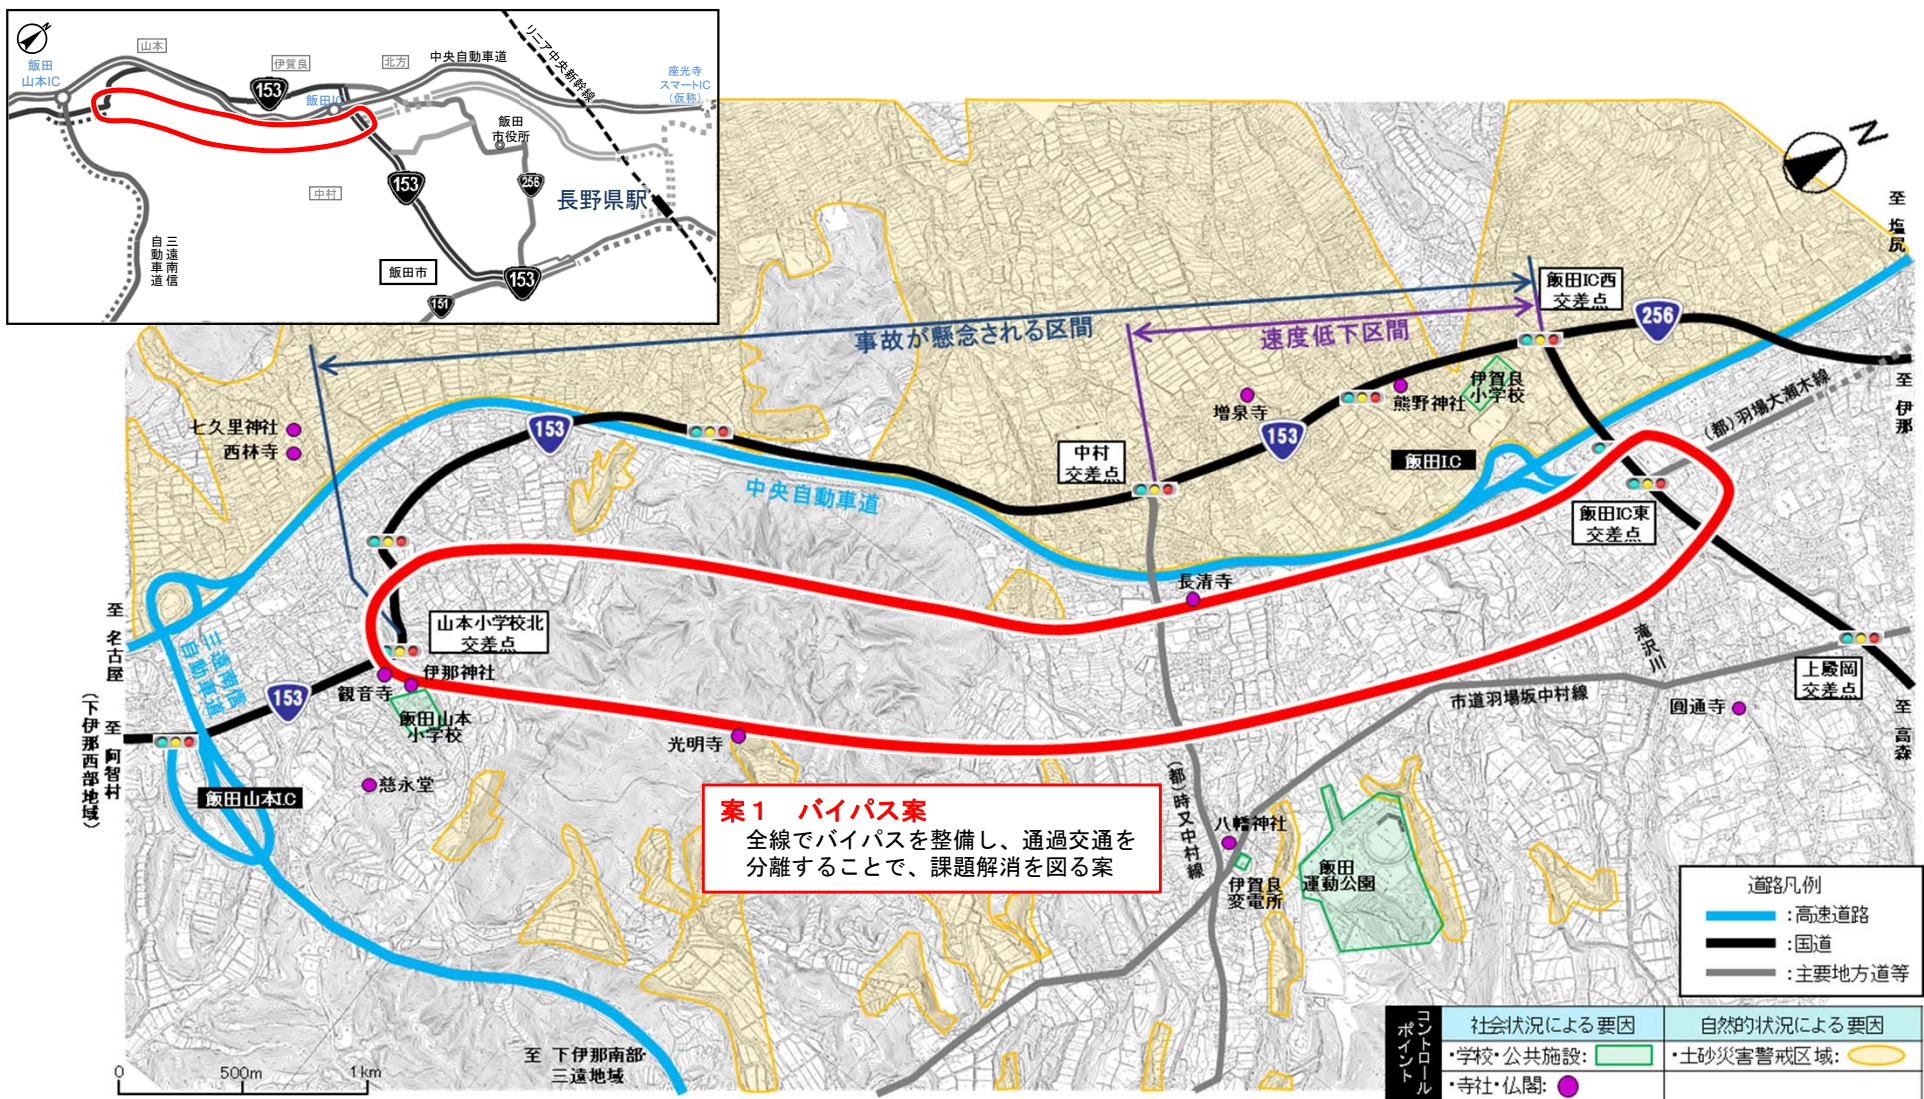 N
飯田
山本IC
山本
伊賀良
北方
中央自動車道
リニア中央新幹線
座光寺
スマートIC
(仮称)
153
飯田IC
飯田
市役所
中村
153
256
長野県駅
三遠南信
自動車道
飯田市
153
151
N
至 塩尻
飯田IC西
交差点
256
事故が懸念される区間
速度低下区間
至 伊那
伊賀良
小学校
熊野神社
増泉寺
(都)羽場大瀬木線
七久里神社
西林寺
153
153
中村
交差点
飯田I.C
中央自動車道
飯田IC東
交差点
長清寺
至 名古屋
三遠南信
自動車道
山本小学校北
交差点
滝沢川
上殿岡
交差点
伊那神社
観音寺
153
飯田山本
小学校
市道羽場坂中村線
圓通寺
至 高森
至 阿智村
(下伊那西部地域)
光明寺
慈永堂
飯田山本I.C
案1 バイパス案
全線でバイパスを整備し、通過交通を
分離することで、課題解消を図る案
(都)時又中村線
八幡神社
伊賀良
変電所
飯田
運動公園
道路凡例
:高速道路
:国道
:主要地方道等
コントロール
ポイント
社会状況による要因
自然的状況による要因
・学校・公共施設:
・土砂災害警戒区域:
・寺社・仏閣:
至 下伊那南部・
三遠地域
0
500m
1km